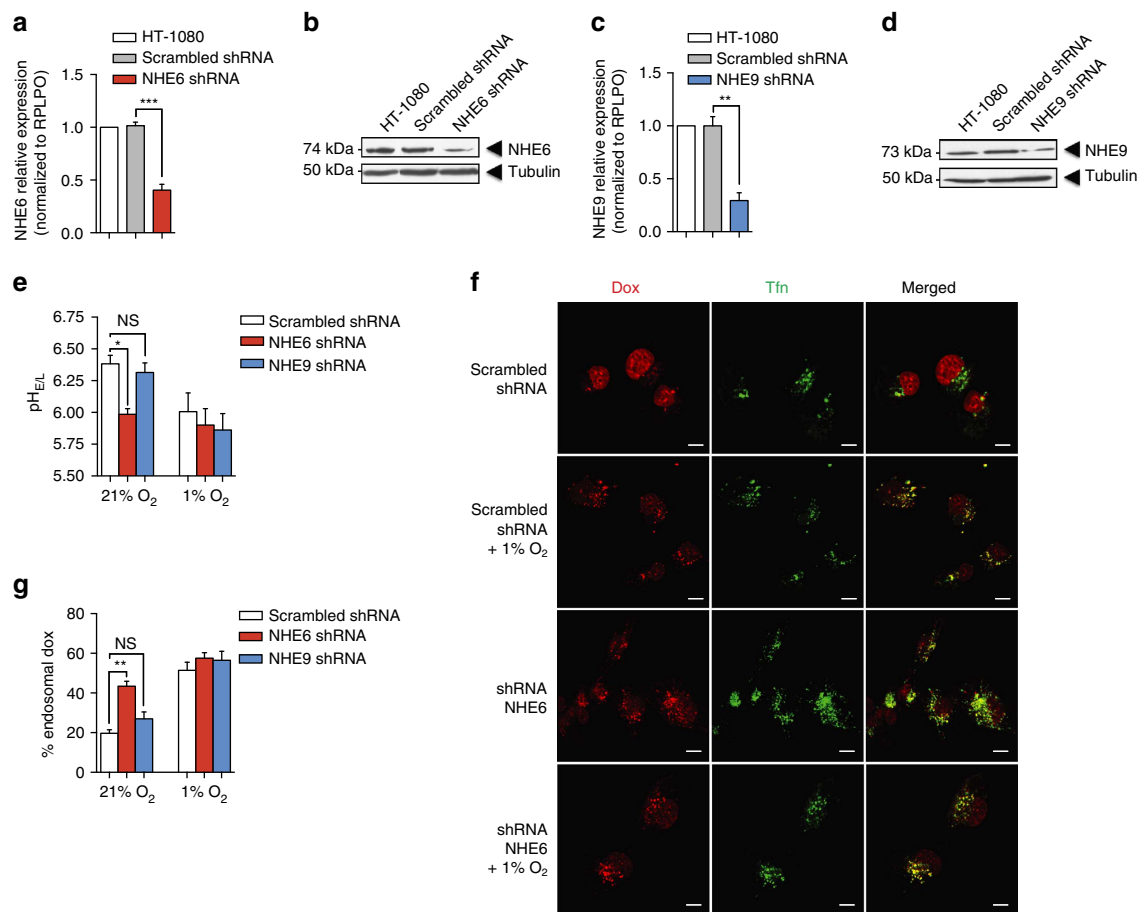 a
HT-1080
Scrambled shRNA
NHE6 shRNA
NHE6 relative expression
(normalized to RPLPO)
1.5
1.0
0.5
0.0
***
b
HT-1080
Scrambled shRNA
NHE6 shRNA
74 kDa
NHE6
50 kDa
Tubulin
c
HT-1080
Scrambled shRNA
NHE9 shRNA
NHE9 relative expression
(normalized to RPLPO)
1.5
1.0
0.5
0.0
**
d
HT-1080
Scrambled shRNA
NHE9 shRNA
73 kDa
NHE9
50 kDa
Tubulin
e
Scrambled shRNA
NHE6 shRNA
NHE9 shRNA
pH E/L
6.75
6.50
6.25
6.00
5.75
5.50
NS
*
21% O2
1% O2
f
Dox
Tfn
Merged
Scrambled
shRNA
Scrambled
shRNA
+ 1% O2
shRNA
NHE6
shRNA
NHE6
+ 1% O2
g
Scrambled shRNA
NHE6 shRNA
NHE9 shRNA
% endosomal dox
80
60
40
20
0
NS
**
21% O2
1% O2